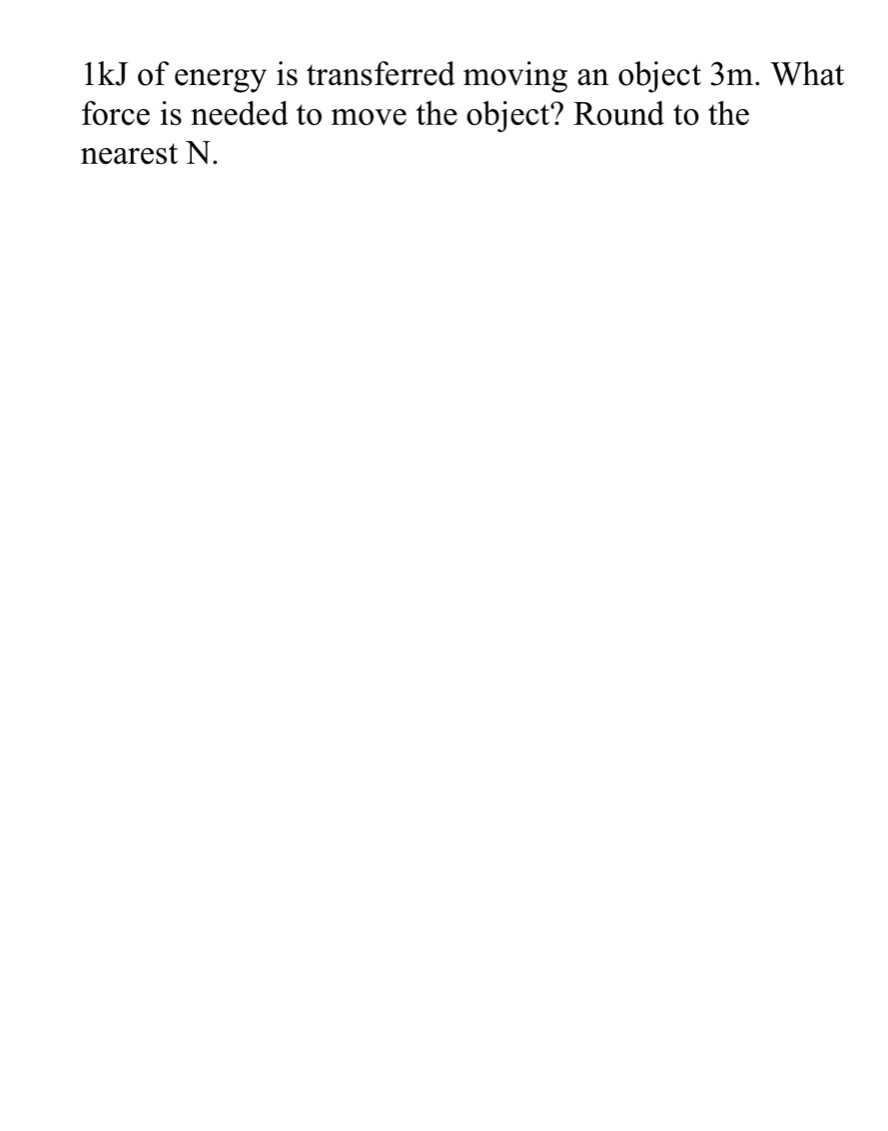 1kJ of energy is transferred moving an object 3m. What
force is needed to move the object? Round to the
nearest N.